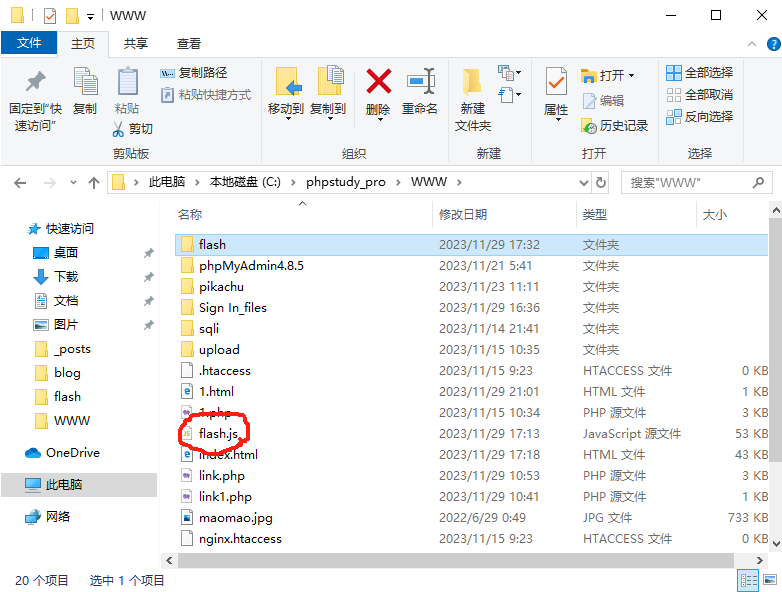 WWW
文件 主页 共享 查看
固定到“快速访问”
复制
粘贴
复制路径
粘贴快捷方式
剪切
移动到
复制到
删除
重命名
新建文件夹
属性
打开
编辑
历史记录
全部选择
全部取消
反向选择
剪贴板 组织 新建 打开 选择
此电脑 › 本地磁盘 (C:) › phpstudy_pro › WWW ›
搜索"WWW"
名称 修改日期 类型 大小
快速访问
桌面
下载
文档
图片
_posts
blog
flash
WWW
OneDrive
此电脑
网络
flash 2023/11/29 17:32 文件夹
phpMyAdmin4.8.5 2023/11/21 5:41 文件夹
pikachu 2023/11/23 11:11 文件夹
Sign In_files 2023/11/29 16:36 文件夹
sqli 2023/11/14 21:41 文件夹
upload 2023/11/15 10:35 文件夹
.htaccess 2023/11/15 9:23 HTACCESS 文件 0 KB
1.html 2023/11/29 21:01 HTML 文件 1 KB
1.php 2023/11/15 10:34 PHP 源文件 3 KB
flash.js 2023/11/29 17:13 JavaScript 源文件 53 KB
index.html 2023/11/29 17:18 HTML 文件 43 KB
link.php 2023/11/29 10:53 PHP 源文件 3 KB
link1.php 2023/11/29 10:41 PHP 源文件 1 KB
maomao.jpg 2022/6/29 0:49 JPG 文件 733 KB
nginx.htaccess 2023/11/15 9:23 HTACCESS 文件 0 KB
20 个项目 选中 1 个项目